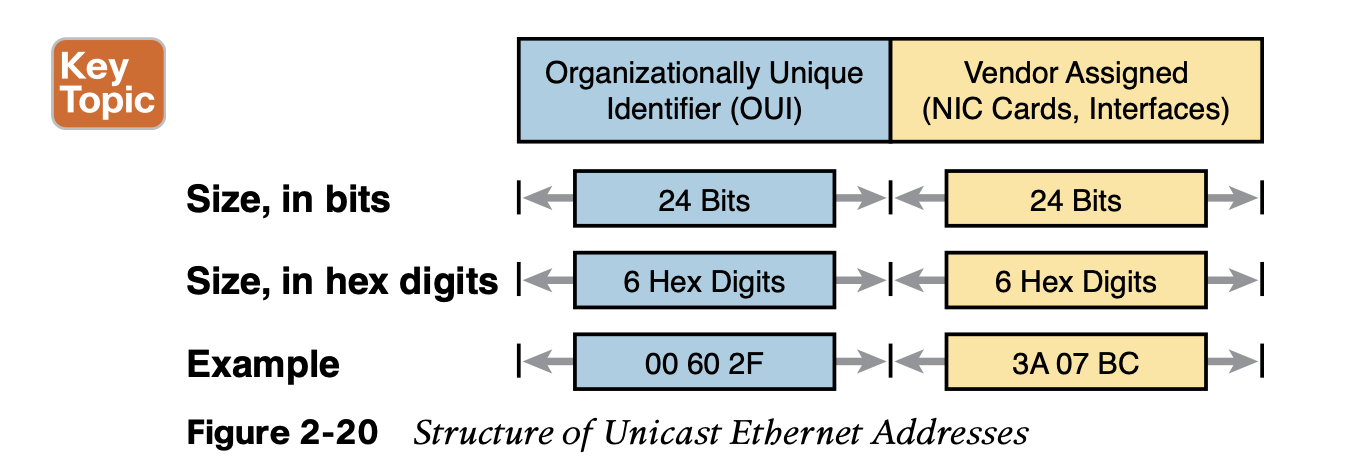 Key
Topic
Organizationally Unique
Identifier (OUI)
Vendor Assigned
(NIC Cards, Interfaces)
Size, in bits
24 Bits
24 Bits
Size, in hex digits
6 Hex Digits
6 Hex Digits
Example
00 60 2F
3A 07 BC
Figure 2-20 Structure of Unicast Ethernet Addresses